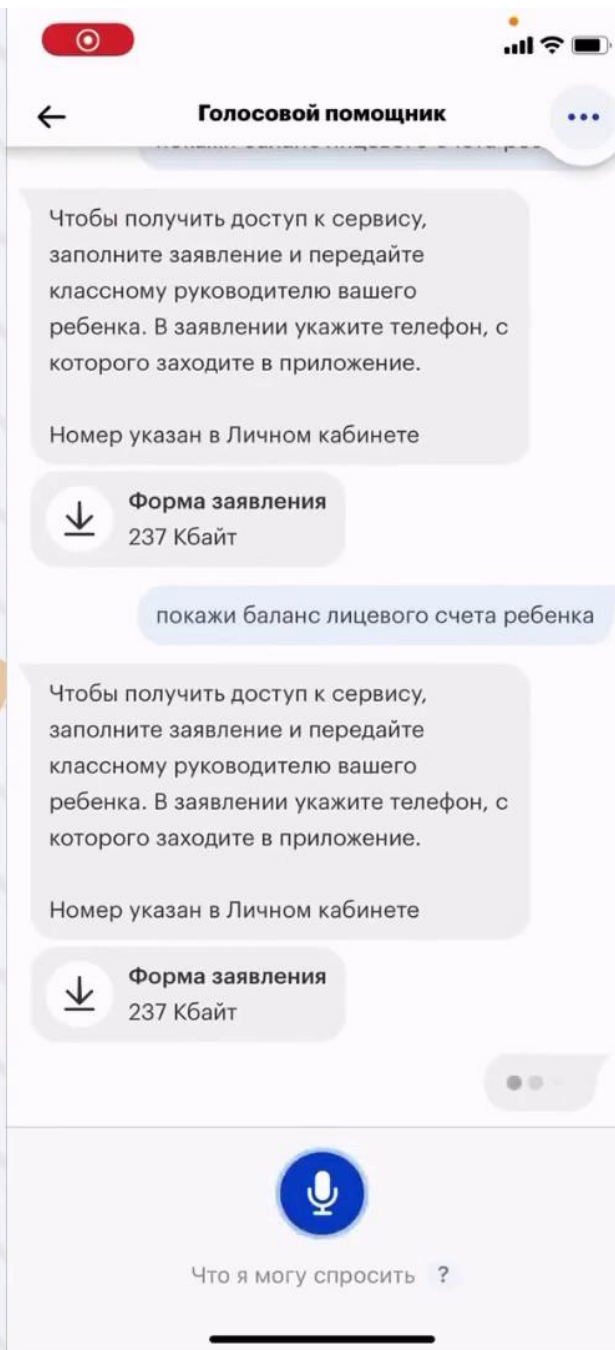 Голосовой помощник
Чтобы получить доступ к сервису,
заполните заявление и передайте
классному руководителю вашего
ребенка. В заявлении укажите телефон, с
которого заходите в приложение.
Номер указан в Личном кабинете
Форма заявления
237 Кбайт
покажи баланс лицевого счета ребенка
Чтобы получить доступ к сервису,
заполните заявление и передайте
классному руководителю вашего
ребенка. В заявлении укажите телефон, с
которого заходите в приложение.
Номер указан в Личном кабинете
Форма заявления
237 Кбайт
Что я могу спросить ?